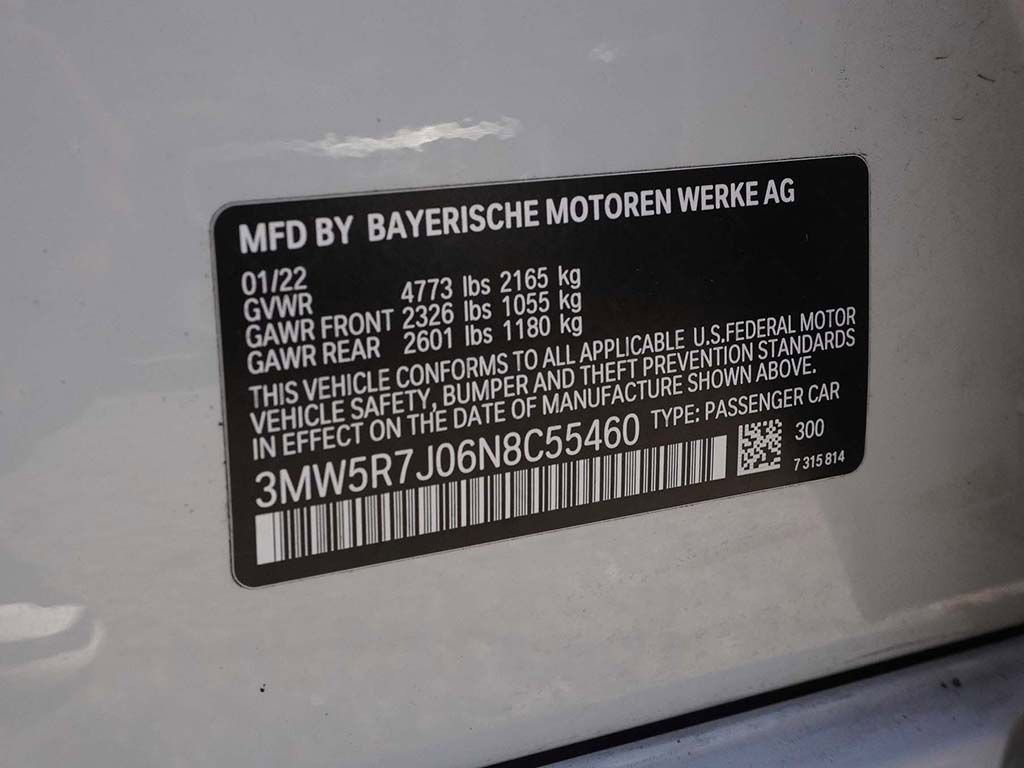 MFD BY BAYERISCHE MOTOREN WERKE AG
01/22
GVWR 4773 lbs 2165 kg
GAWR FRONT 2326 lbs 1055 kg
GAWR REAR 2601 lbs 1180 kg
THIS VEHICLE CONFORMS TO ALL APPLICABLE U.S.FEDERAL MOTOR
VEHICLE SAFETY, BUMPER AND THEFT PREVENTION STANDARDS
IN EFFECT ON THE DATE OF MANUFACTURE SHOWN ABOVE.
3MW5R7J06N8C55460 TYPE: PASSENGER CAR
300
7 315 814